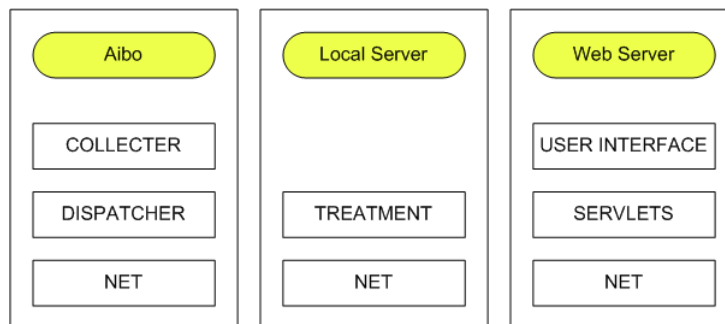 Aibo
COLLECTER
DISPATCHER
NET
Local Server
TREATMENT
NET
Web Server
USER INTERFACE
SERVLETS
NET